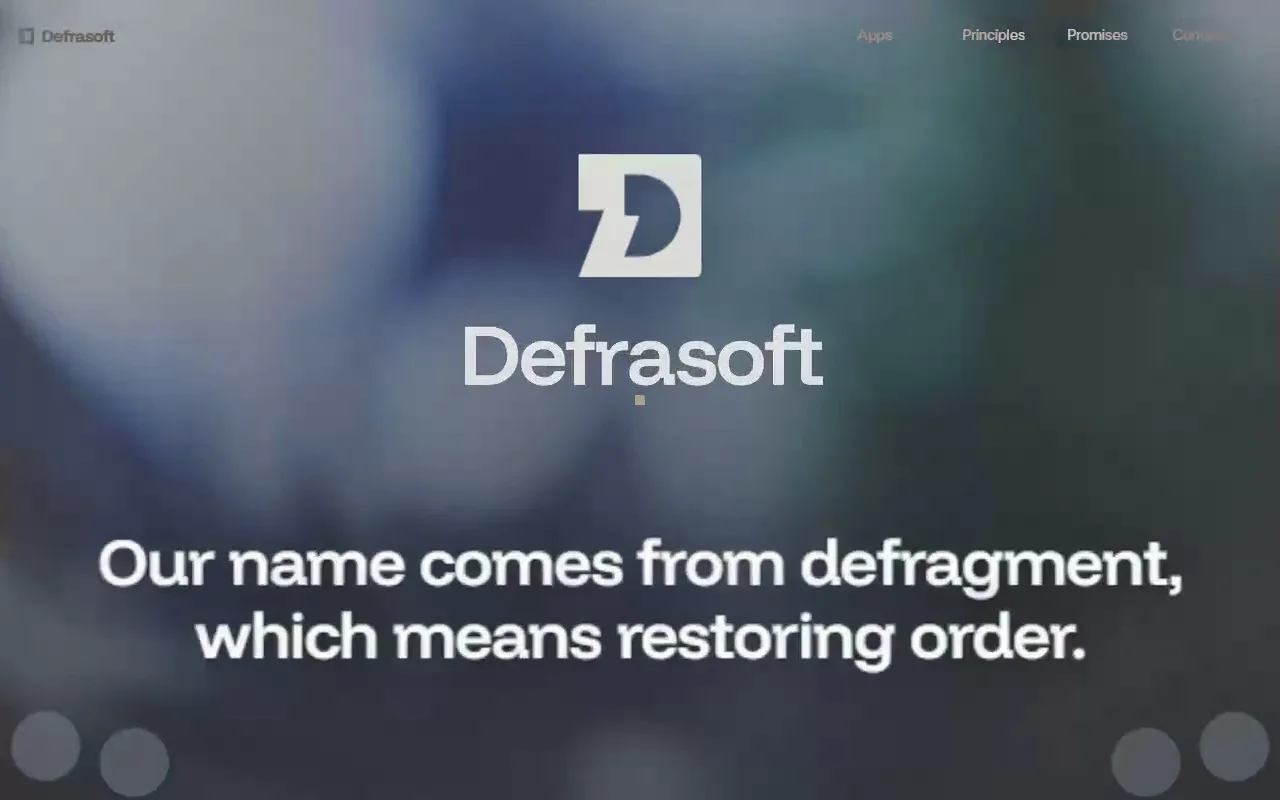 Defrasoft
Apps
Principles
Promises
Defrasoft
Our name comes from defragment,
which means restoring order.